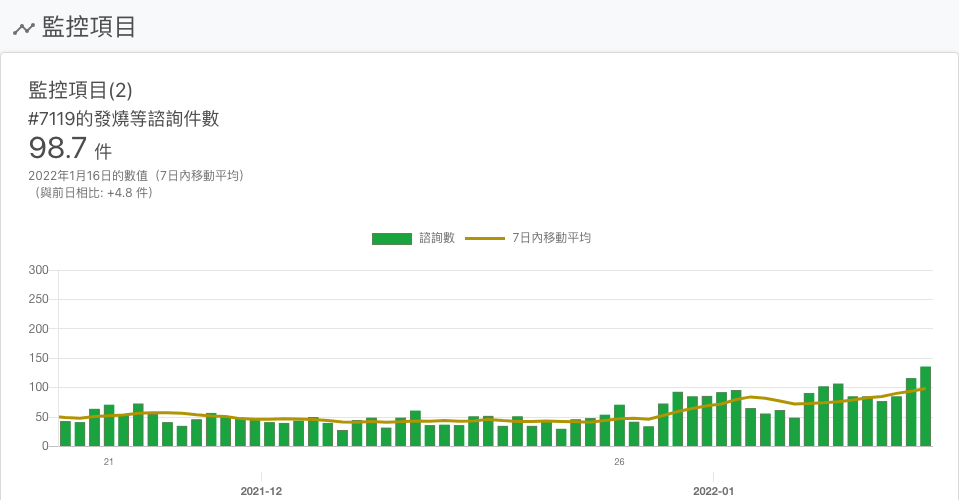 監控項目
監控項目(2)
#7119的發燒等諮詢件數
98.7 件
2022年1月16日的數值（7日內移動平均）
（與前日相比: +4.8 件）
諮詢數 7日內移動平均
300
250
200
150
100
50
0
21 26
2021-12 2022-01